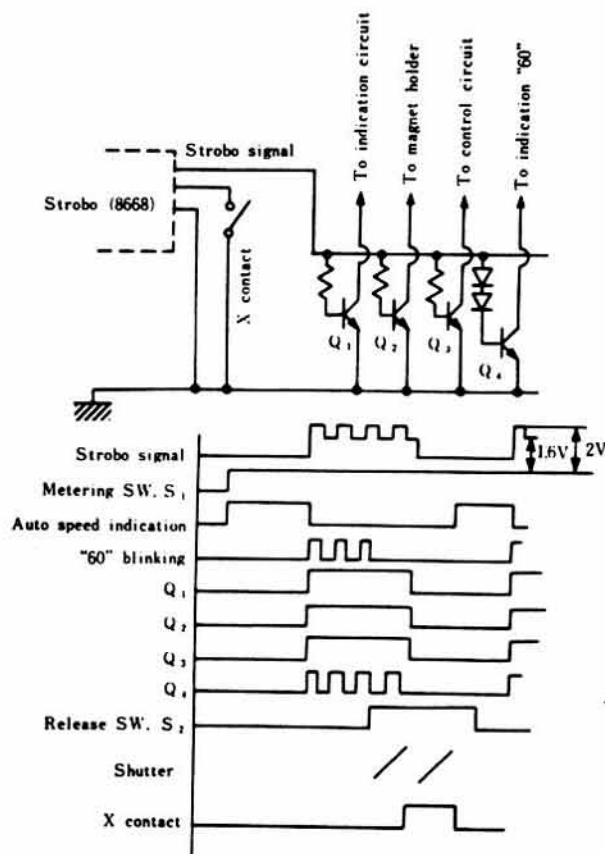 To indication circuit
To magnet holder
To control circuit
To indication "60"
Strobo signal
Strobo (8668)
X contact
Q1
Q2
Q3
Q4
Strobo signal
1.6V
2V
Metering SW. S1
Auto speed indication
"60" blinking
Q1
Q2
Q3
Q4
Release SW. S2
Shutter
X contact